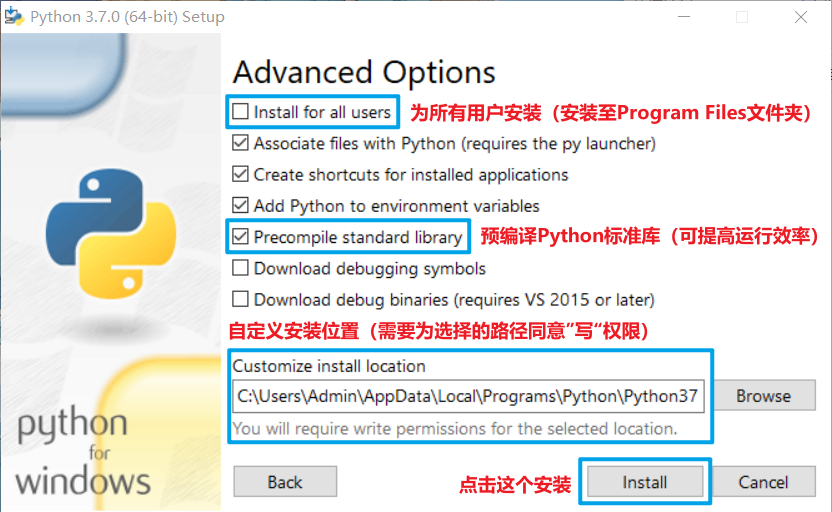 Python 3.7.0 (64-bit) Setup
Advanced Options
Install for all users 为所有用户安装（安装至Program Files文件夹）
Associate files with Python (requires the py launcher)
Create shortcuts for installed applications
Add Python to environment variables
Precompile standard library 预编译Python标准库（可提高运行效率）
Download debugging symbols
Download debug binaries (requires VS 2015 or later)
自定义安装位置（需要为选择的路径同意”写“权限）
Customize install location
C:\Users\Admin\AppData\Local\Programs\Python\Python37 Browse
You will require write permissions for the selected location.
python
for
windows
Back 点击这个安装 Install Cancel